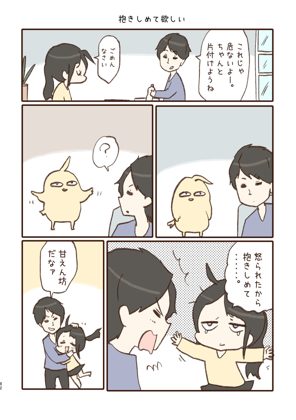 抱きしめて欲しい
これじゃ
危ないよー。
ちゃんと
片付けようね
ごめん
なさい
?
怒られたから
抱きしめて
・・・・・。
甘えん坊
だなァ